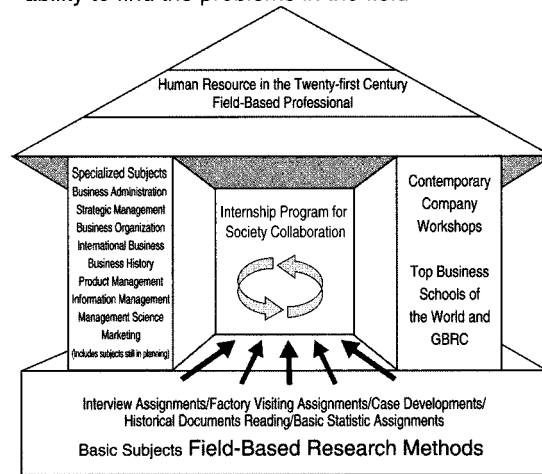 ability to find the problems in the field
Human Resource in the Twenty-first Century
Field-Based Professional
Specialized Subjects
Business Administration
Strategic Management
Business Organization
International Business
Business History
Product Management
Information Management
Management Science
Marketing
(Includes subjects still in planning)
Internship Program for
Society Collaboration
Contemporary
Company
Workshops
Top Business
Schools of
the World and
GBRC
Interview Assignments/Factory Visiting Assignments/Case Developments/
Historical Documents Reading/Basic Statistic Assignments
Basic Subjects Field-Based Research Methods